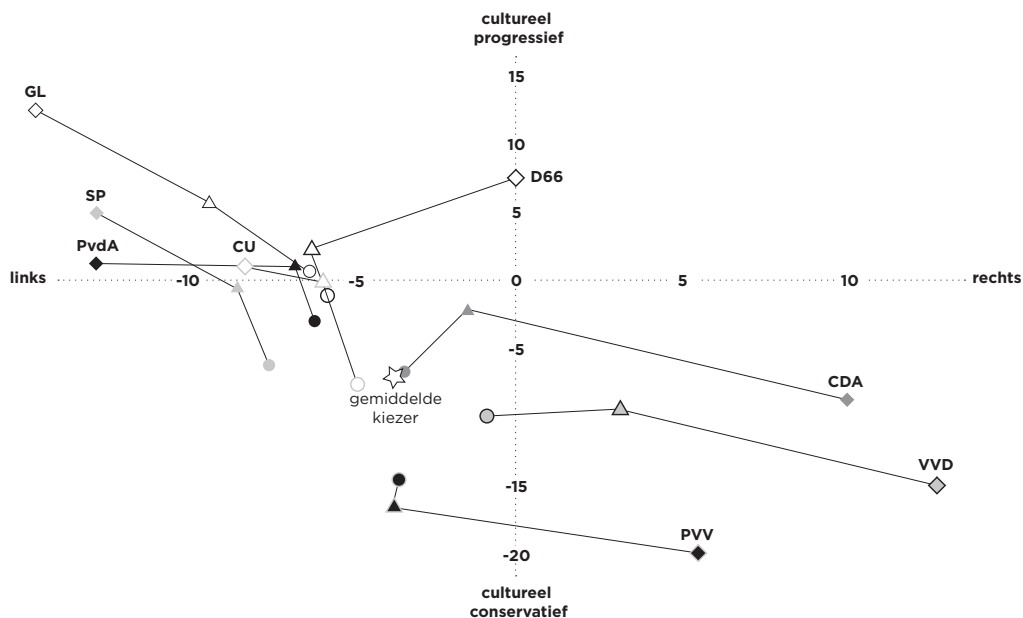 cultureel
progressief
15
GL
10
SP
D66
5
PvdA
CU
links
-10
-5
0
5
10
rechts
-5
CDA
gemiddelde
kiezer
VVD
-15
PVV
-20
cultureel
conservatief